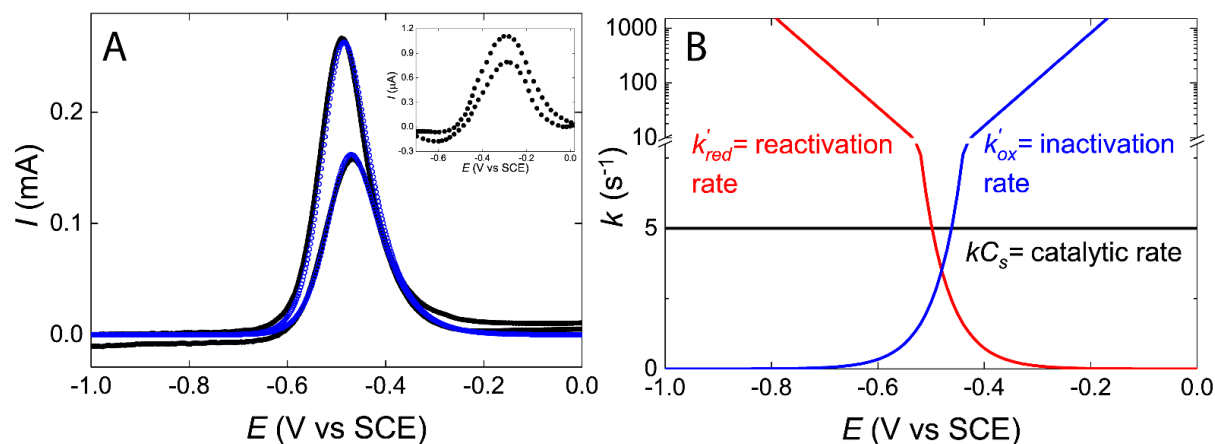 A
I (mA)
0.2
0.1
0.0
-1.0 -0.8 -0.6 -0.4 -0.2 0.0
E (V vs SCE)
I (μA)
1.2
0.9
0.6
0.3
0.0
-0.3
-0.6 -0.4 -0.2 0.0
E (V vs SCE)
B
k (s⁻¹)
1000
100
10
5
0
k'red= reactivation
rate
k'ox= inactivation
rate
kCs= catalytic rate
-1.0 -0.8 -0.6 -0.4 -0.2 0.0
E (V vs SCE)